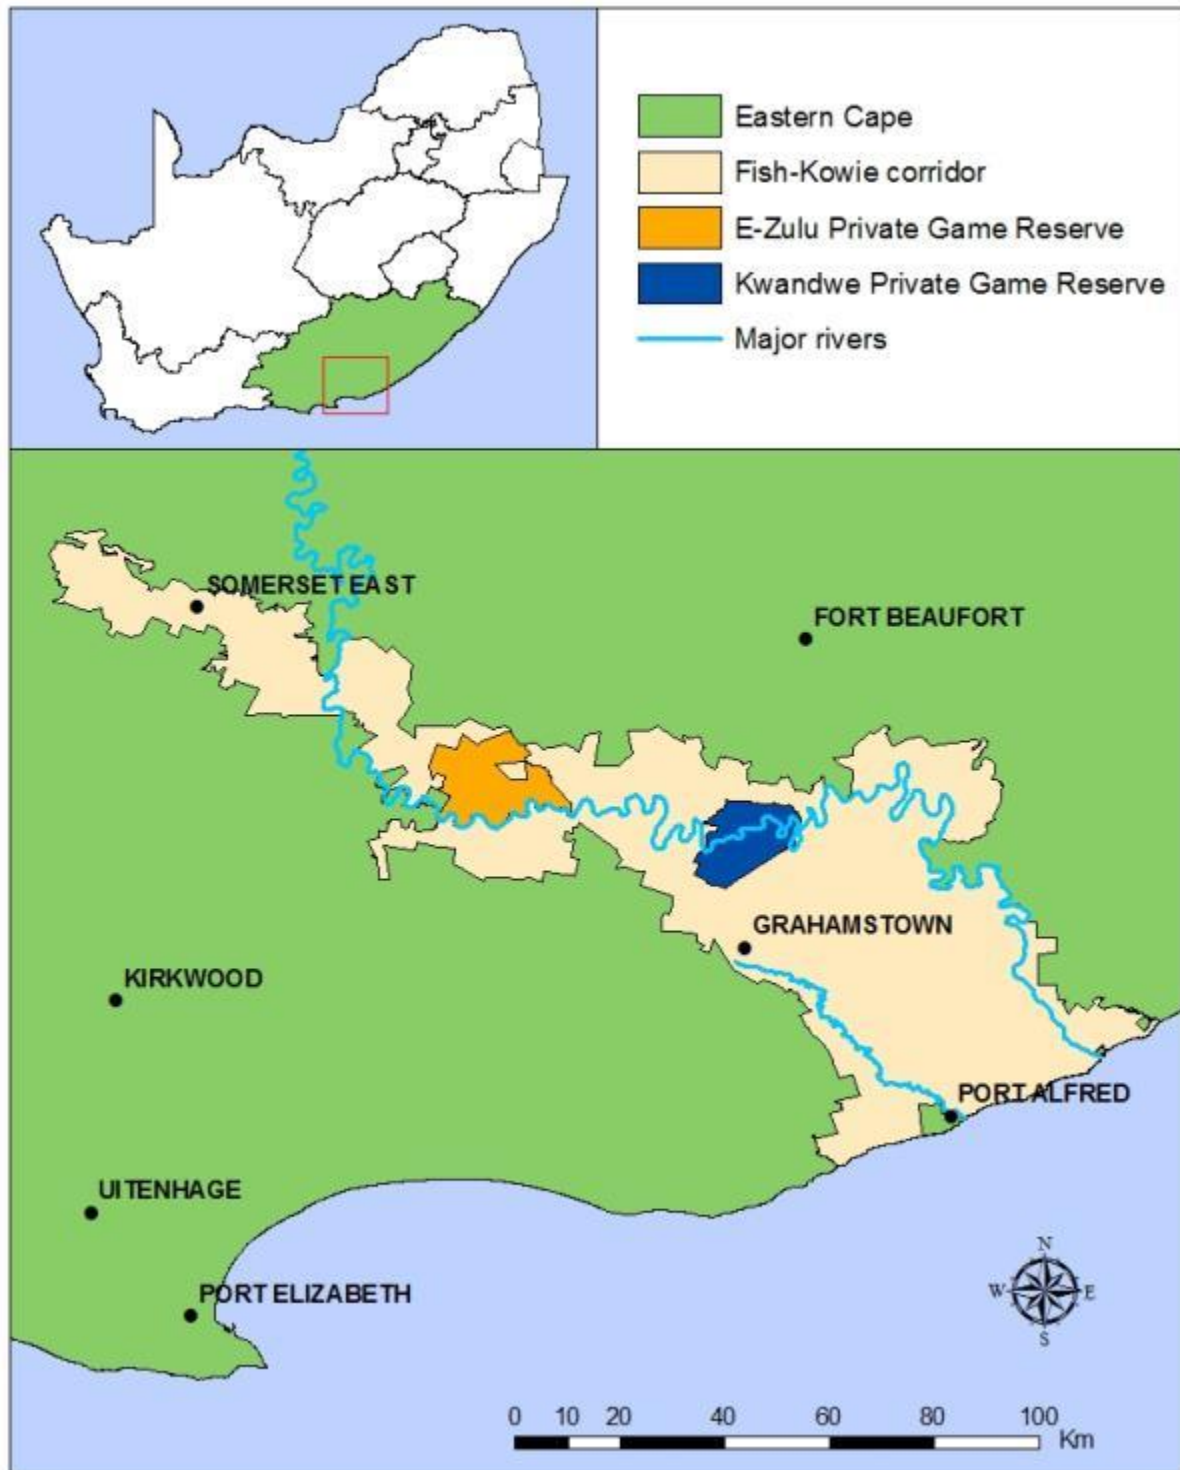 Eastern Cape
Fish-Kowie corridor
E-Zulu Private Game Reserve
Kwandwe Private Game Reserve
Major rivers
SOMERSET EAST
FORT BEAUFORT
GRAHAMSTOWN
KIRKWOOD
PORT ALFRED
UITENHAGE
PORT ELIZABETH
N
W E
S
0 10 20 40 60 80 100
Km